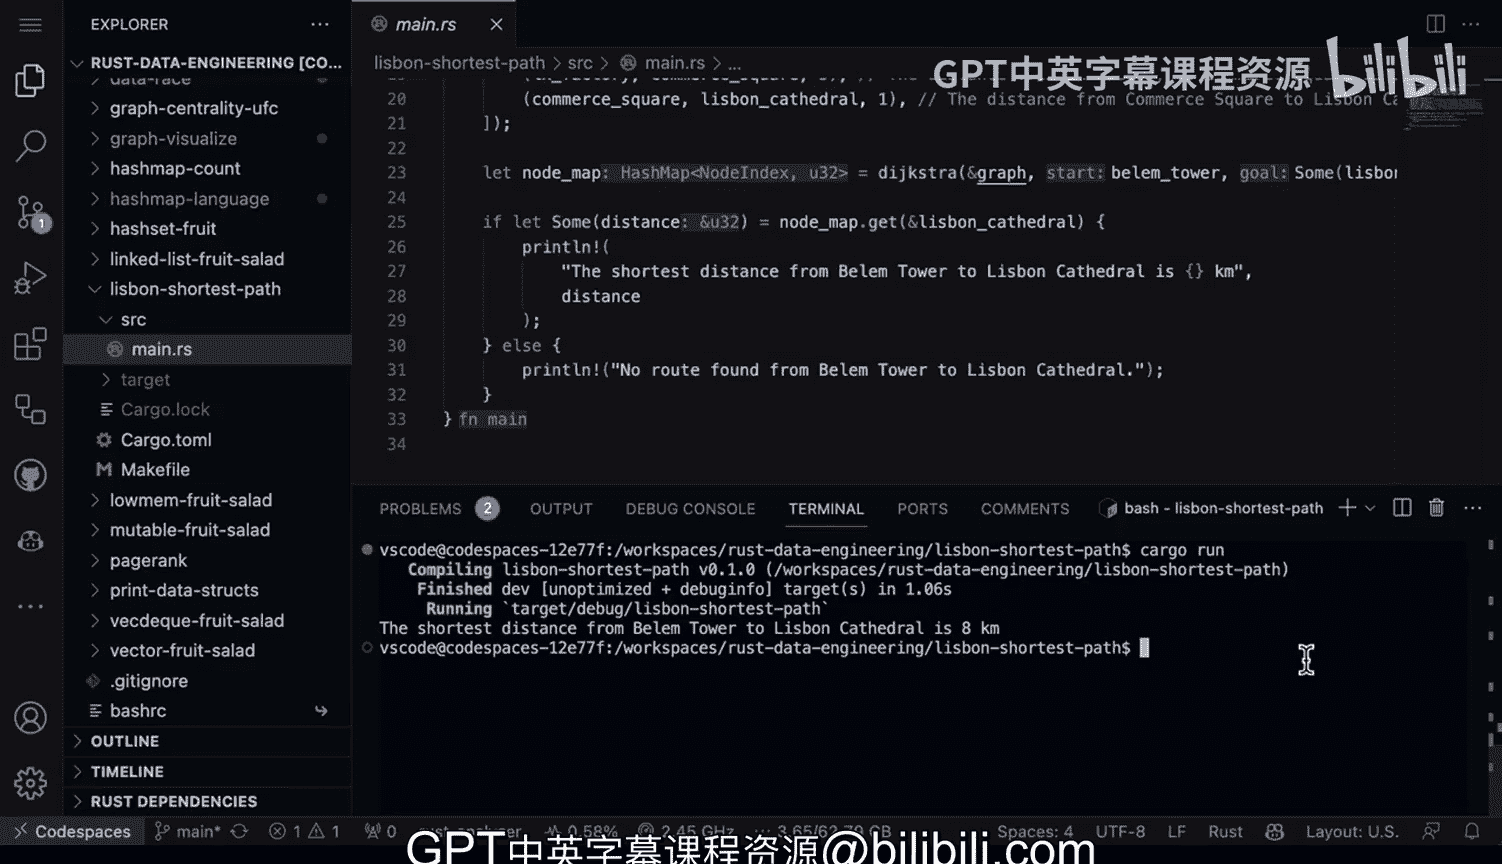 EXPLORER
main.rs
RUST-DATA-ENGINEERING [CO...
data-race
graph-centrality-ufc
graph-visualize
hashmap-count
hashmap-language
hashset-fruit
linked-list-fruit-salad
lisbon-shortest-path
src
main.rs
target
Cargo.lock
Cargo.toml
Makefile
lowmem-fruit-salad
mutable-fruit-salad
pagerank
print-data-structs
vecdeque-fruit-salad
vector-fruit-salad
.gitignore
bashrc
OUTLINE
TIMELINE
RUST DEPENDENCIES
1
lisbon-shortest-path > src > main.rs > ...
GPT中英字幕课程资源 bilibili
20 (commerce_square, lisbon_cathedral, 1), // The distance from Commerce Square to Lisbon Ca
21 ]);
22
23 let node_map: HashMap<NodeIndex, u32> = dijkstra(&graph, start: belem_tower, goal: Some(lisbon
24
25 if let Some(distance: &u32) = node_map.get(&lisbon_cathedral) {
26 println!(
27 "The shortest distance from Belem Tower to Lisbon Cathedral is {} km",
28 distance
29 );
30 } else {
31 println!("No route found from Belem Tower to Lisbon Cathedral.");
32 }
33 } fn main
34
PROBLEMS 2 OUTPUT DEBUG CONSOLE TERMINAL PORTS COMMENTS bash - lisbon-shortest-path
vscode@codespaces-12e77f:/workspaces/rust-data-engineering/lisbon-shortest-path$ cargo run
Compiling lisbon-shortest-path v0.1.0 (/workspaces/rust-data-engineering/lisbon-shortest-path)
Finished dev [unoptimized + debuginfo] target(s) in 1.06s
Running `target/debug/lisbon-shortest-path`
The shortest distance from Belem Tower to Lisbon Cathedral is 8 km
vscode@codespaces-12e77f:/workspaces/rust-data-engineering/lisbon-shortest-path$
Codespaces main* 1 1 0 0.58% 2.45 GHz Spaces: 4 UTF-8 LF Rust Layout: U.S.
GPT中英字幕课程资源@bilibili.com